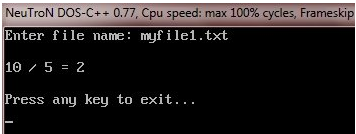 NeuTroN DOS-C++ 0.77, Cpu speed: max 100% cycles, Frameskip
Enter file name: myfile1.txt
10 / 5 = 2
Press any key to exit...